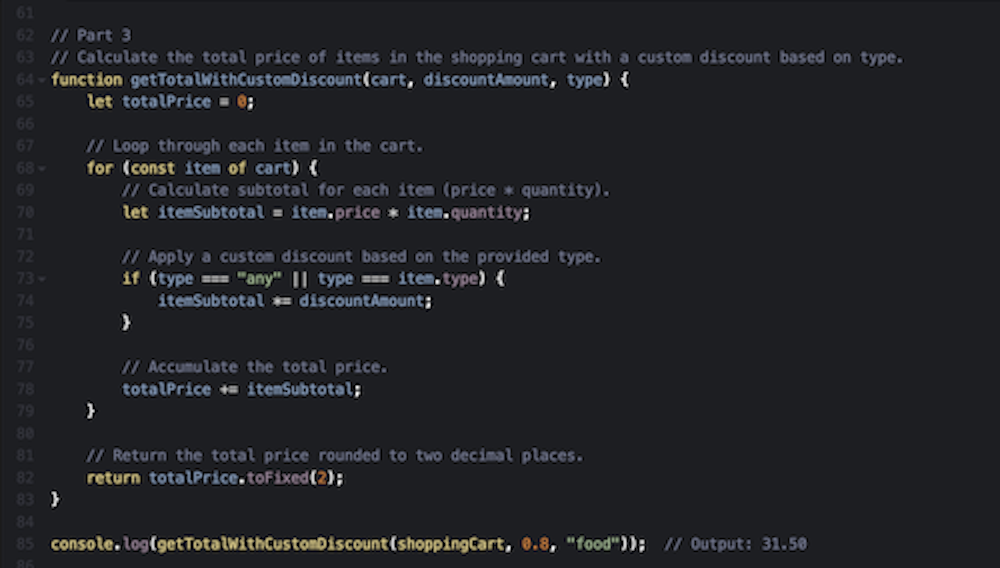 61
62 // Part 3
63 // Calculate the total price of items in the shopping cart with a custom discount based on type.
64 function getTotalWithCustomDiscount(cart, discountAmount, type) {
65     let totalPrice = 0;
66
67     // Loop through each item in the cart.
68     for (const item of cart) {
69         // Calculate subtotal for each item (price * quantity).
70         let itemSubtotal = item.price * item.quantity;
71
72         // Apply a custom discount based on the provided type.
73         if (type === "any" || type === item.type) {
74             itemSubtotal *= discountAmount;
75         }
76
77         // Accumulate the total price.
78         totalPrice += itemSubtotal;
79     }
80
81     // Return the total price rounded to two decimal places.
82     return totalPrice.toFixed(2);
83 }
84
85 console.log(getTotalWithCustomDiscount(shoppingCart, 0.8, "food"));  // Output: 31.50
86